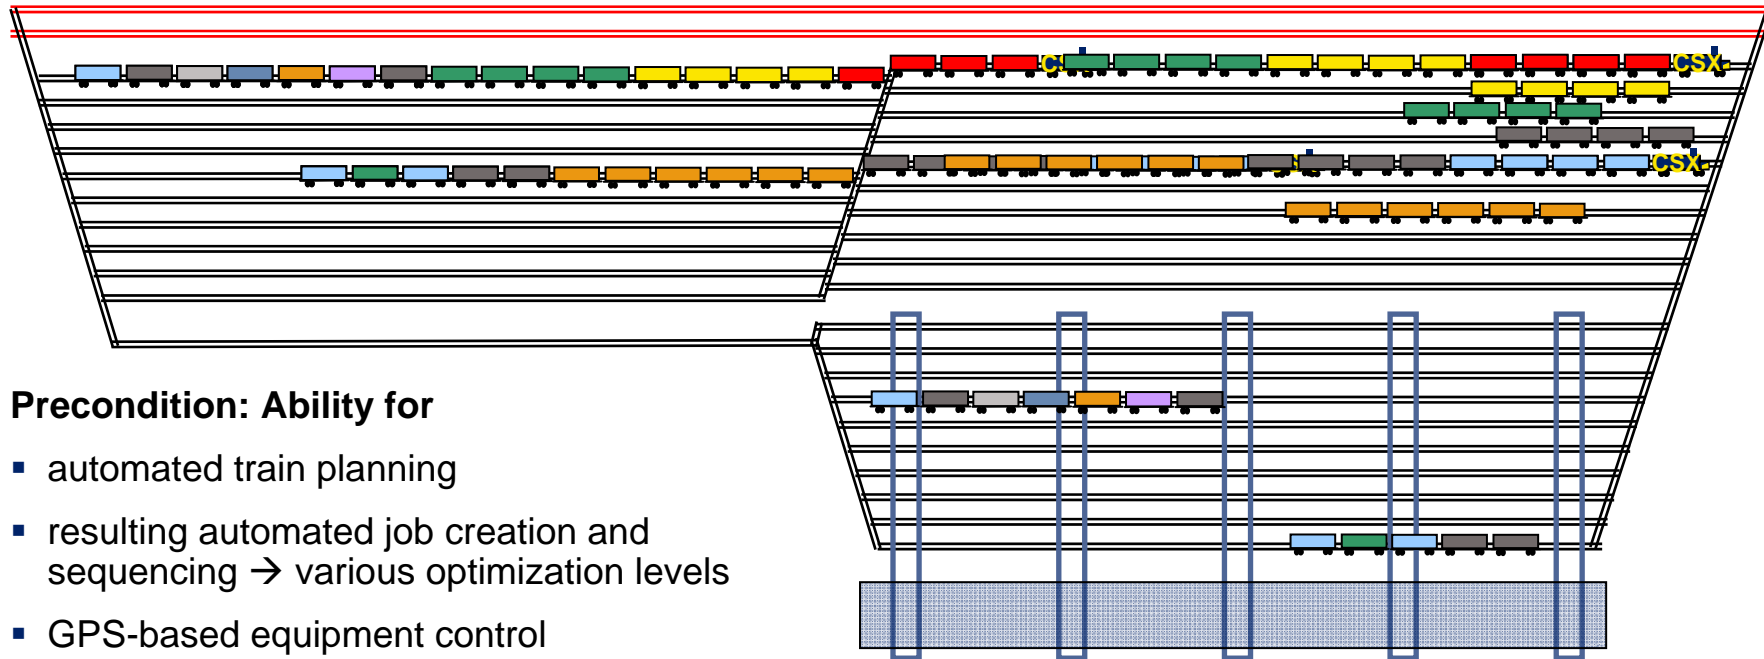 CSX
CSX
Precondition: Ability for
▪ automated train planning
▪ resulting automated job creation and
sequencing → various optimization levels
▪ GPS-based equipment control